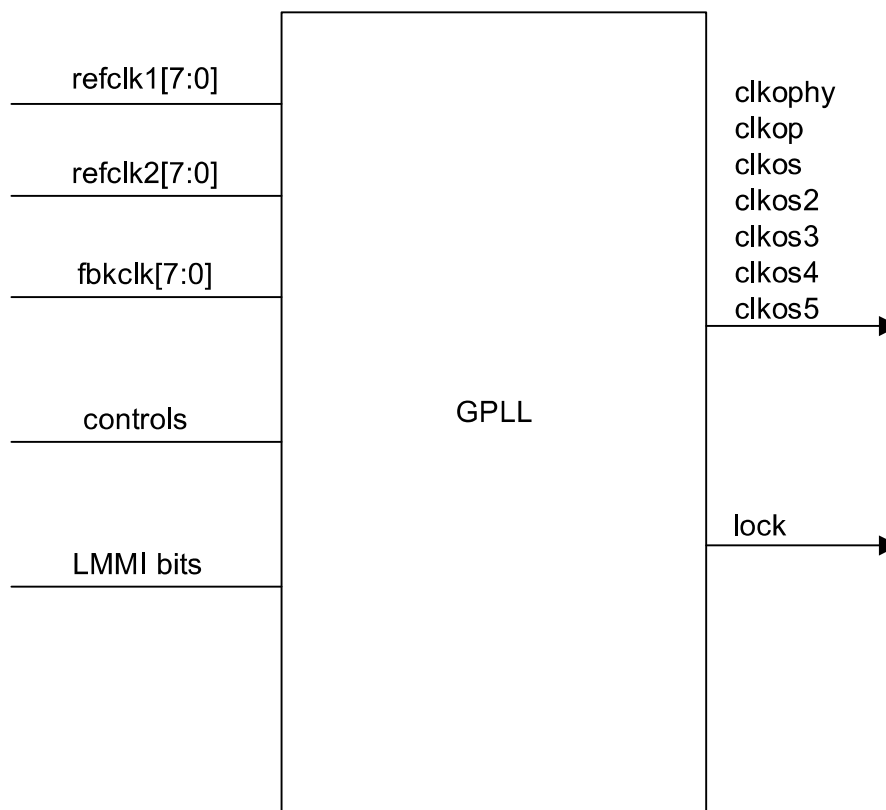 refclk1[7:0]
refclk2[7:0]
fbkclk[7:0]
controls
LMMI bits
GPLL
clkophy
clkop
clkos
clkos2
clkos3
clkos4
clkos5
lock